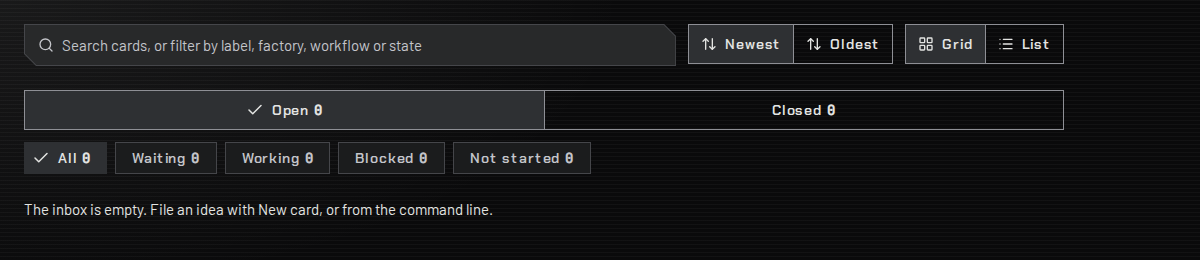 Search cards, or filter by label, factory, workflow or state Newest Oldest Grid List
Open 0 Closed 0
All 0 Waiting 0 Working 0 Blocked 0 Not started 0
The inbox is empty. File an idea with New card, or from the command line.